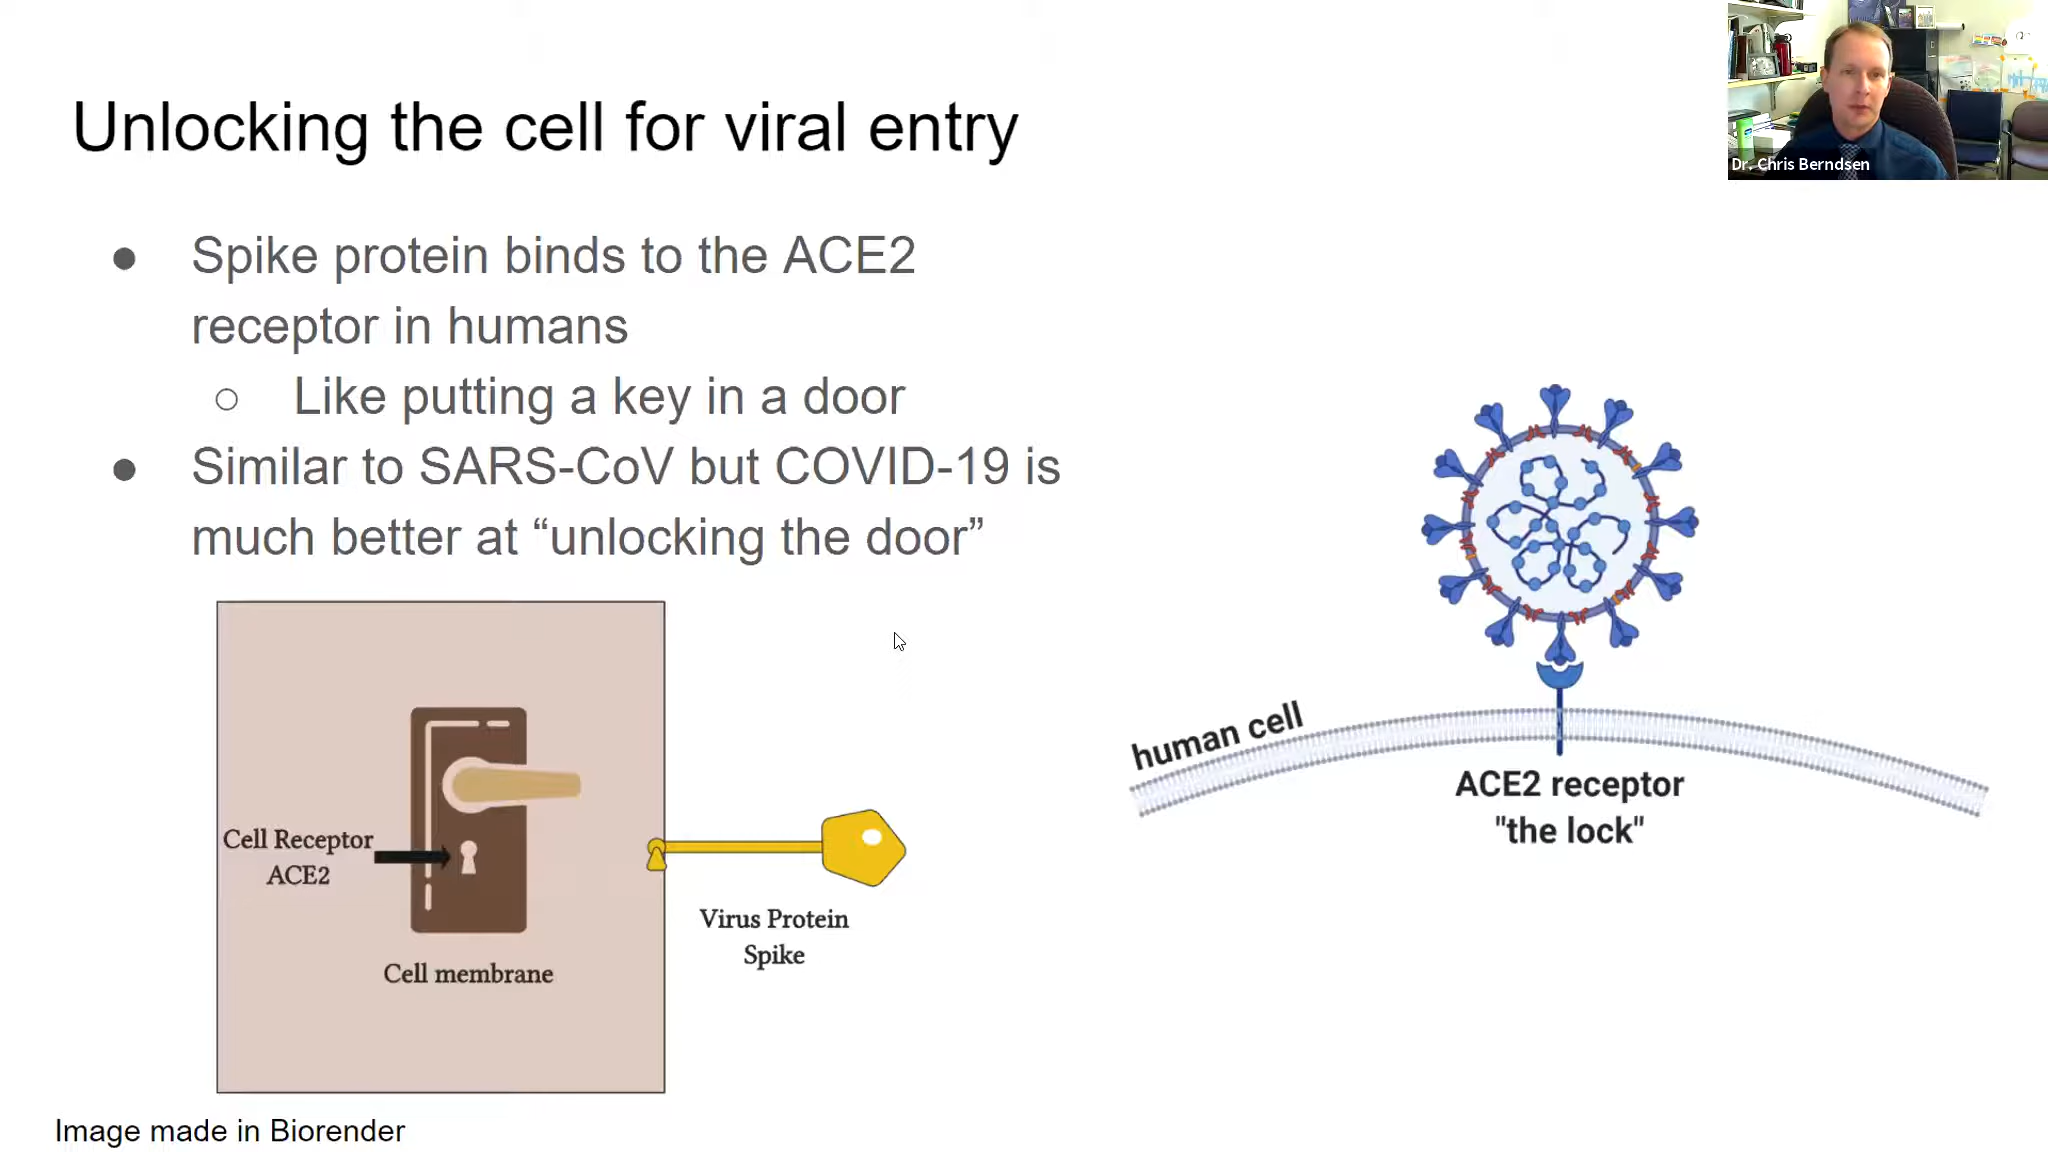 Unlocking the cell for viral entry
Dr. Chris Berndsen
● Spike protein binds to the ACE2
receptor in humans
○ Like putting a key in a door
● Similar to SARS-CoV but COVID-19 is
much better at “unlocking the door”
human cell
ACE2 receptor
"the lock"
Cell Receptor
ACE2
Cell membrane
Virus Protein
Spike
Image made in Biorender